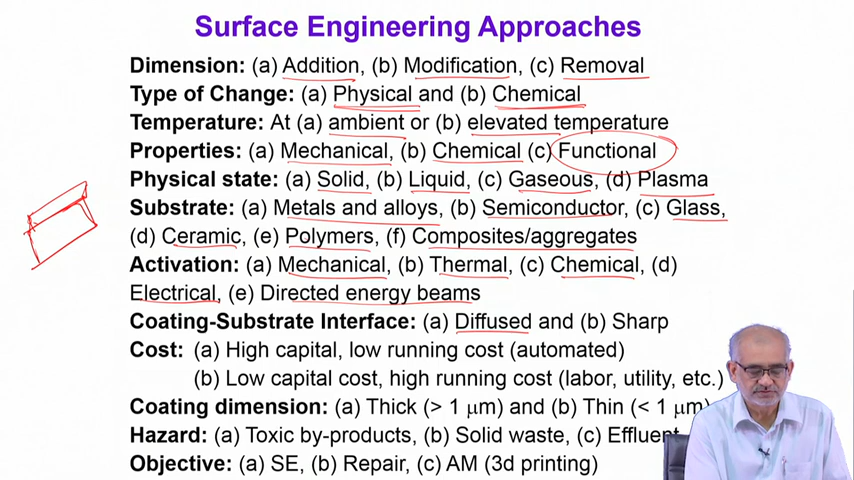 Surface Engineering Approaches
Dimension: (a) Addition, (b) Modification, (c) Removal
Type of Change: (a) Physical and (b) Chemical
Temperature: At (a) ambient or (b) elevated temperature
Properties: (a) Mechanical, (b) Chemical (c) Functional
Physical state: (a) Solid, (b) Liquid, (c) Gaseous, (d) Plasma
Substrate: (a) Metals and alloys, (b) Semiconductor, (c) Glass,
(d) Ceramic, (e) Polymers, (f) Composites/aggregates
Activation: (a) Mechanical, (b) Thermal, (c) Chemical, (d)
Electrical, (e) Directed energy beams
Coating-Substrate Interface: (a) Diffused and (b) Sharp
Cost: (a) High capital, low running cost (automated)
(b) Low capital cost, high running cost (labor, utility, etc.)
Coating dimension: (a) Thick (> 1 μm) and (b) Thin (< 1 μm)
Hazard: (a) Toxic by-products, (b) Solid waste, (c) Effluent
Objective: (a) SE, (b) Repair, (c) AM (3d printing)